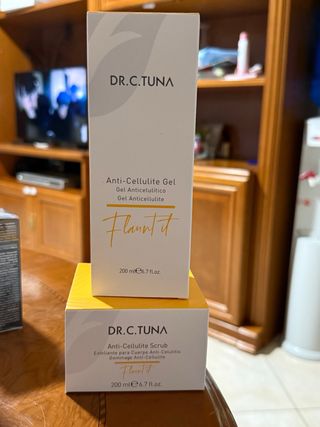 DR.C.TUNA
Anti-Cellulite Gel
Gel Anticelulítico
Gel Anticellulite
Flaunt it
200 ml℮6.7 fl.oz.
DR.C.TUNA
Anti-Cellulite Scrub
Exfoliante para Cuerpo Anti-Celulitis
Gommage Anti-Cellulite
Flaunt it
200 ml℮6.7 fl.oz.